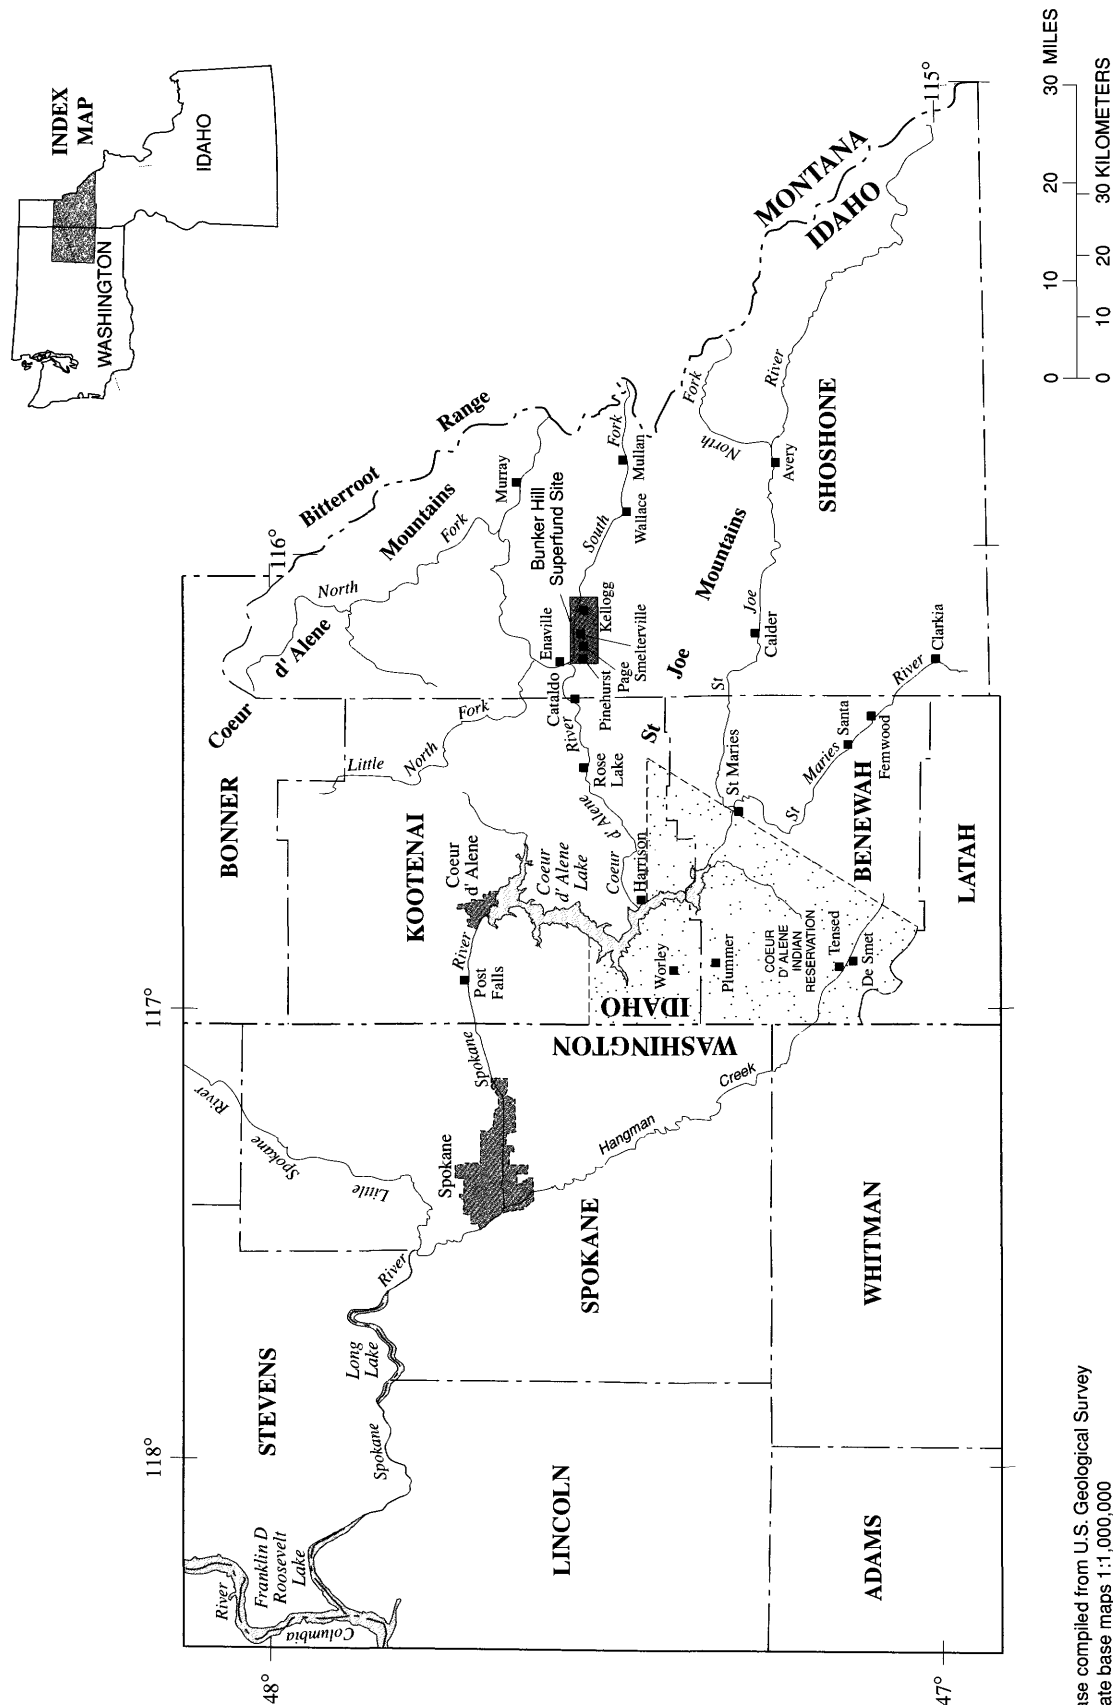 INDEX
MAP
WASHINGTON
IDAHO
116°
117°
118°
48°
47°
115°
BONNER
Coeur
d' Alene
Mountains
Bitterroot
Range
North
Fork
Murray
Little
North
Fork
KOOTENAI
Coeur
d' Alene
Coeur
d' Alene
Lake
River
Post
Falls
Spokane
Enaville
Cataldo
Bunker Hill
Superfund Site
Kellogg
Smelterville
Page
Pinehurst
South
Fork
Wallace
Mullan
River
Rose
Lake
d' Alene
Coeur
Harrison
Worley
Plummer
COEUR
D' ALENE
INDIAN
RESERVATION
Tensed
De Smet
St
Joe
Mountains
St Maries
St
Joe
River
Calder
Avery
North
Fork
SHOSHONE
MONTANA
IDAHO
St
Maries
River
Santa
Fernwood
Clarkia
BENEWAH
LATAH
IDAHO
WASHINGTON
Spokane
Little
Spokane
River
River
Long
Lake
Spokane
STEVENS
Franklin D
Roosevelt
Lake
River
Columbia
Hangman
Creek
SPOKANE
LINCOLN
WHITMAN
ADAMS
0 10 20 30 MILES
0 10 20 30 KILOMETERS
ase compiled from U.S. Geological Survey
ate base maps 1:1,000,000